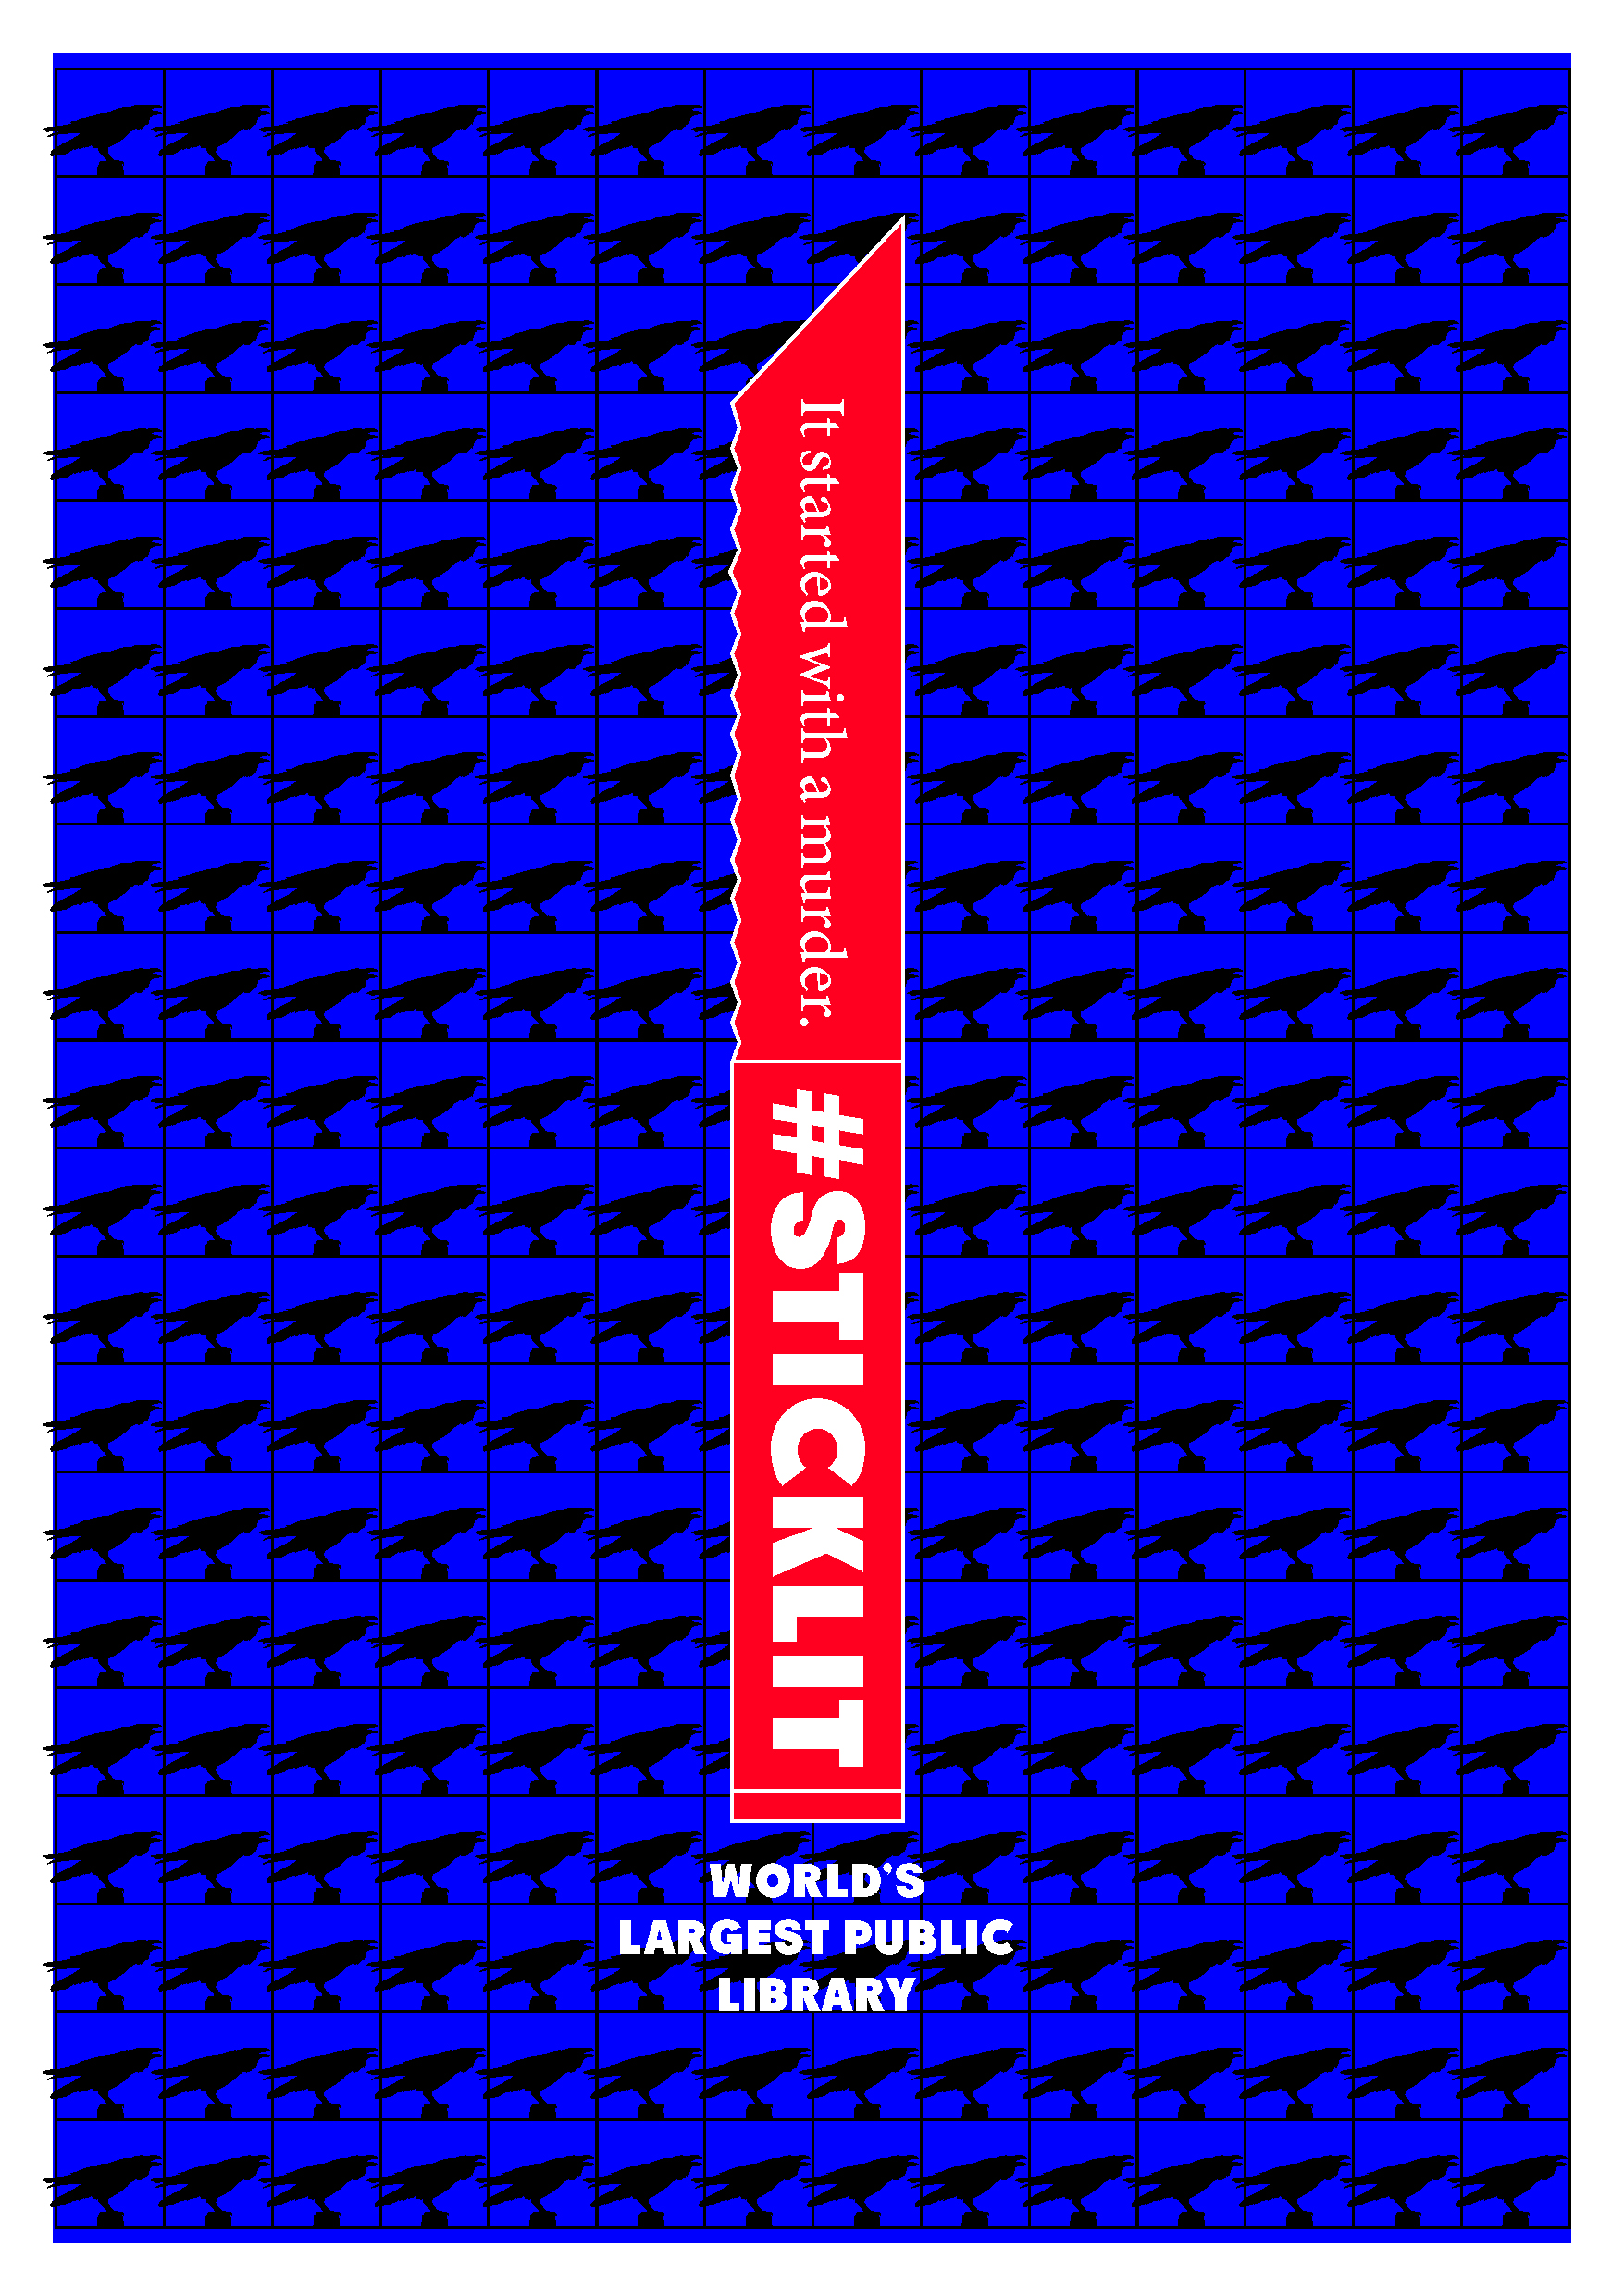 It started with a murder.
#STICKLIT
WORLD'S
LARGEST PUBLIC
LIBRARY